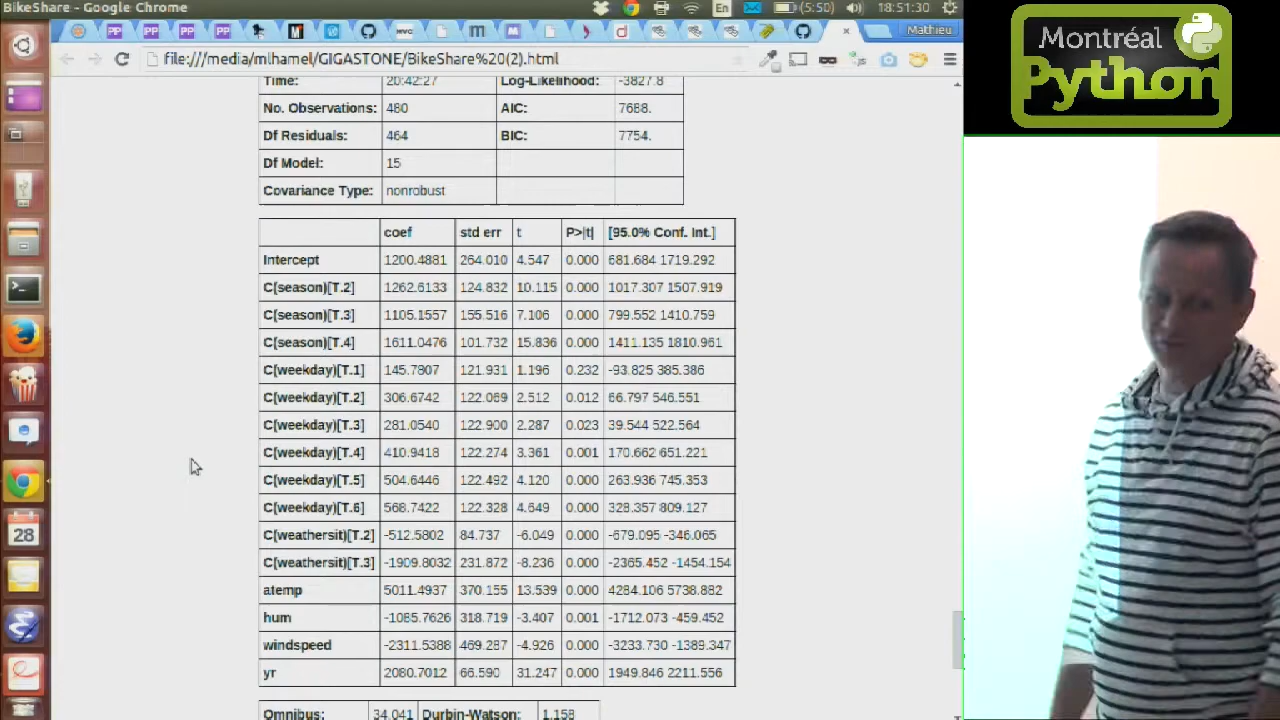 BikeShare - Google Chrome
En
(5:50)
18:51:30
Mathieu
file:///media/mlhamel/GIGASTONE/BikeShare%20(2).html
Montréal
Python
Time: 20:42:27 Log-Likelihood: -3827.8
No. Observations: 480 AIC: 7688.
Df Residuals: 464 BIC: 7754.
Df Model: 15
Covariance Type: nonrobust
coef std err t P>|t| [95.0% Conf. Int.]
Intercept 1200.4881 264.010 4.547 0.000 681.684 1719.292
C(season)[T.2] 1262.6133 124.832 10.115 0.000 1017.307 1507.919
C(season)[T.3] 1105.1557 155.516 7.106 0.000 799.552 1410.759
C(season)[T.4] 1611.0476 101.732 15.836 0.000 1411.135 1810.961
C(weekday)[T.1] 145.7807 121.931 1.196 0.232 -93.825 385.386
C(weekday)[T.2] 306.6742 122.069 2.512 0.012 66.797 546.551
C(weekday)[T.3] 281.0540 122.900 2.287 0.023 39.544 522.564
C(weekday)[T.4] 410.9418 122.274 3.361 0.001 170.662 651.221
C(weekday)[T.5] 504.6446 122.492 4.120 0.000 263.936 745.353
C(weekday)[T.6] 568.7422 122.328 4.649 0.000 328.357 809.127
C(weathersit)[T.2] -512.5802 84.737 -6.049 0.000 -679.095 -346.065
C(weathersit)[T.3] -1909.8032 231.872 -8.236 0.000 -2365.452 -1454.154
atemp 5011.4937 370.155 13.539 0.000 4284.106 5738.882
hum -1085.7626 318.719 -3.407 0.001 -1712.073 -459.452
windspeed -2311.5388 469.287 -4.926 0.000 -3233.730 -1389.347
yr 2080.7012 66.590 31.247 0.000 1949.846 2211.556
Omnibus: 34.041 Durbin-Watson: 1.158
28